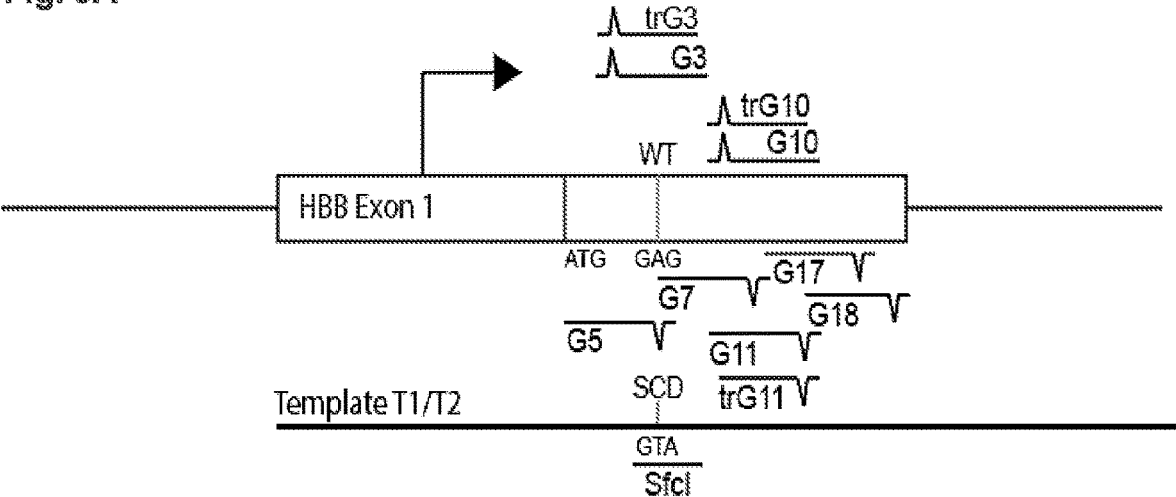 trG3
G3
trG10
G10
WT
HBB Exon 1
ATG GAG
G17
G7
G18
G5
G11
SCD
trG11
Template T1/T2
GTA
SfcI